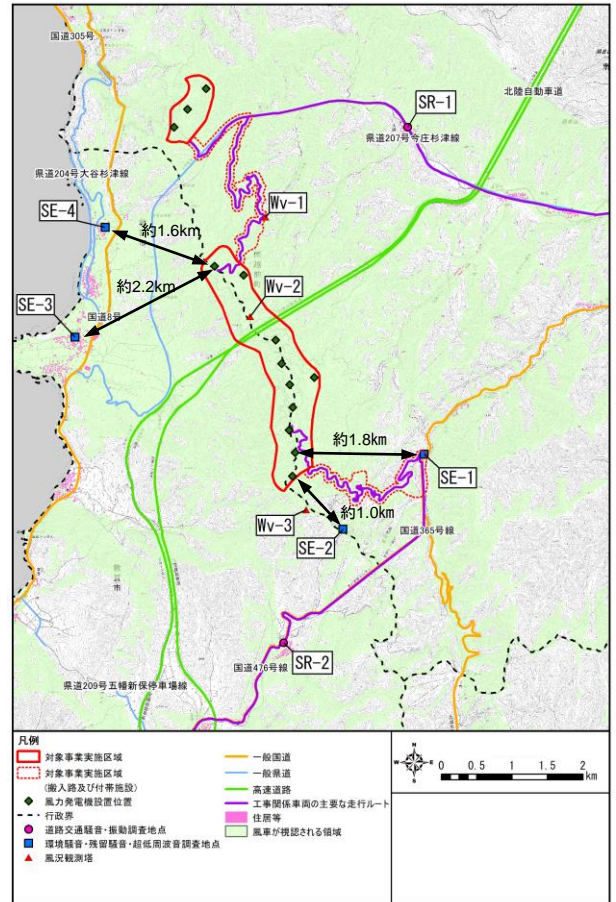 国道305号
北陸自動車道
SR-1
県道207号今庄杉津線
県道204号大谷杉津線
SE-4
Wv-1
約1.6km
約2.2km
Wv-2
SE-3
国道8号
約1.8km
SE-1
約1.0km
Wv-3
SE-2
国道365号線
SR-2
国道476号線
県道209号五幡新保停車場線
凡例
対象事業実施区域
対象事業実施区域
(搬入路及び付帯施設)
風力発電機設置位置
行政界
道路交通騒音・振動調査地点
環境騒音・残留騒音・超低周波音調査地点
風況観測塔
一般国道
一般県道
高速道路
工事関係車両の主要な走行ルート
住居等
風車が視認される領域
N
W E
S
0 0.5 1 1.5 2
km